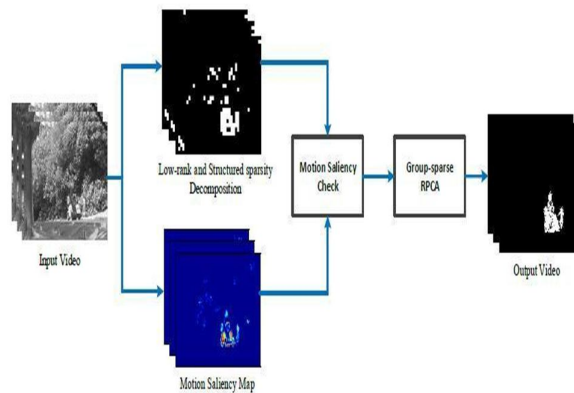 Low-rank and Structured sparsity
Decomposition
Motion Saliency
Check
Group-sparse
RPCA
Input Video
Output Video
Motion Saliency Map